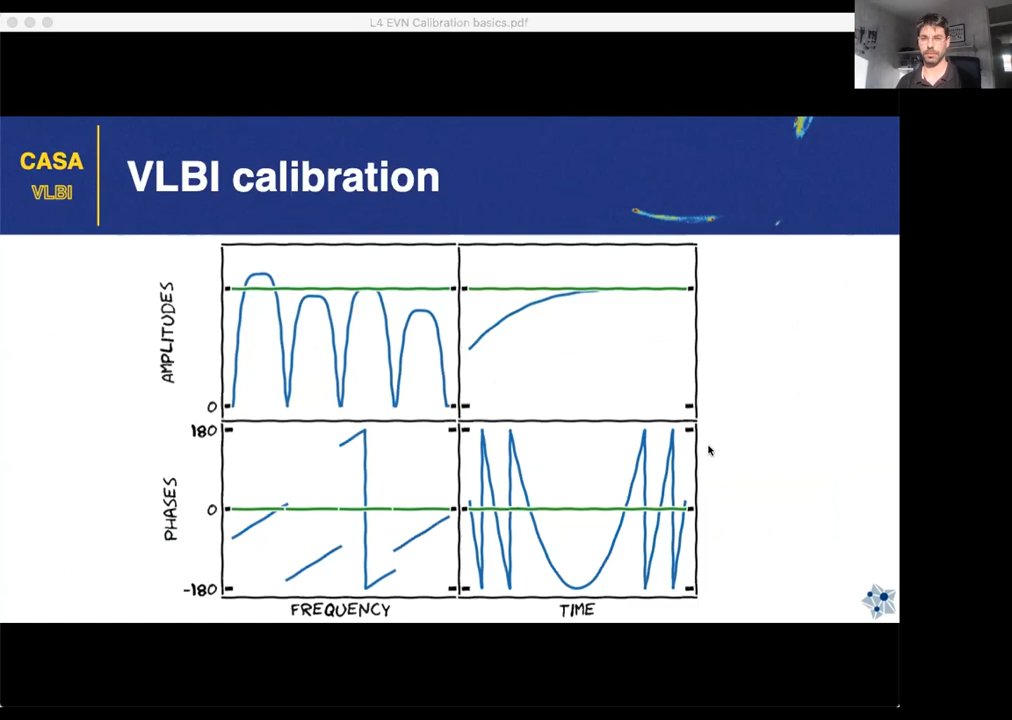 L4 EVN Calibration basics.pdf
CASA
VLBI
VLBI calibration
AMPLITUDES
0
180
PHASES
0
-180
FREQUENCY
TIME